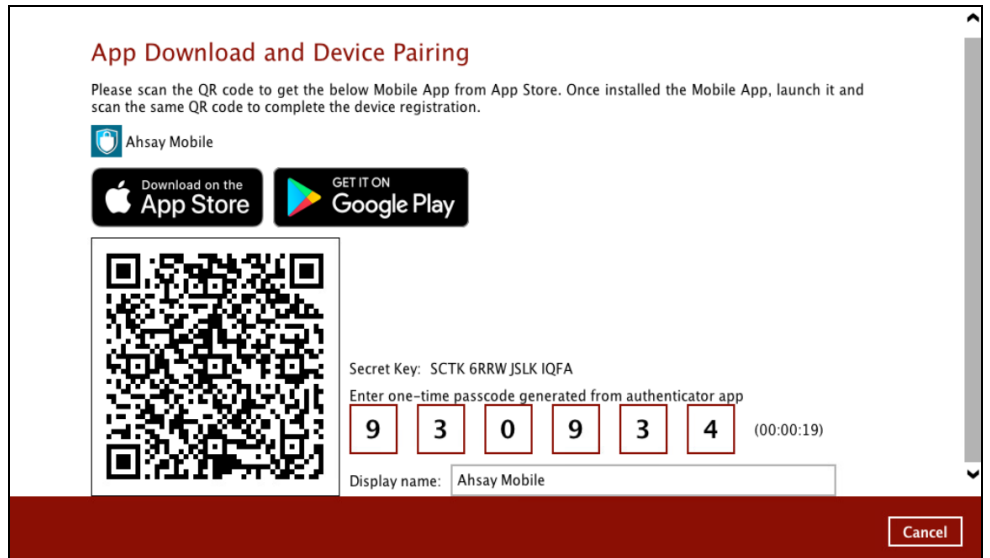 App Download and Device Pairing
Please scan the QR code to get the below Mobile App from App Store. Once installed the Mobile App, launch it and
scan the same QR code to complete the device registration.
Ahsay Mobile
Download on the
App Store
GET IT ON
Google Play
Secret Key: SCTK 6RRW JSLK IQFA
Enter one-time passcode generated from authenticator app
9 3 0 9 3 4 (00:00:19)
Display name: Ahsay Mobile
Cancel